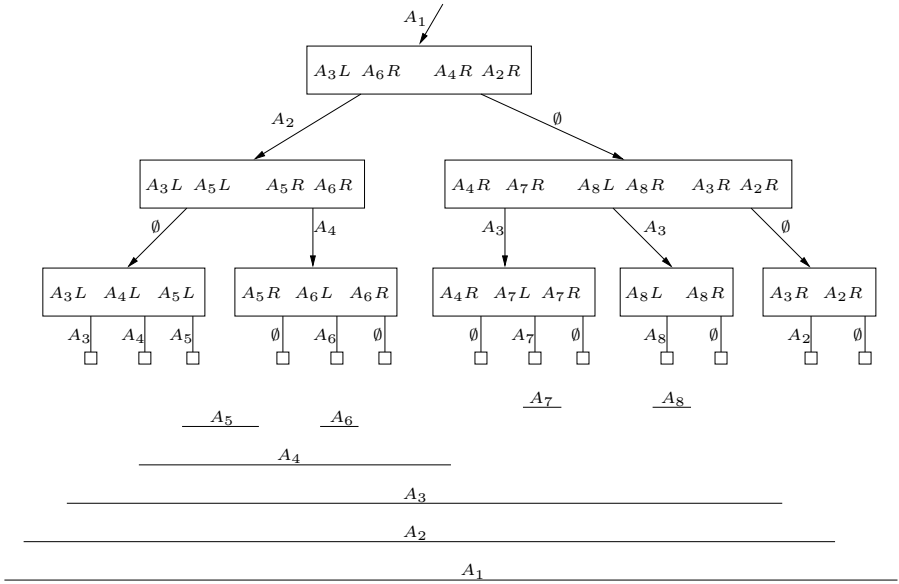 A₁
A₃L A₆R A₄R A₂R
A₂ ∅
A₃L A₅L A₅R A₆R A₄R A₇R A₈L A₈R A₃R A₂R
∅ A₄ A₃ A₃ ∅
A₃L A₄L A₅L A₅R A₆L A₆R A₄R A₇L A₇R A₈L A₈R A₃R A₂R
A₃ A₄ A₅ ∅ A₆ ∅ ∅ A₇ ∅ A₈ ∅ A₂ ∅
A₇ A₈
A₅ A₆
A₄
A₃
A₂
A₁